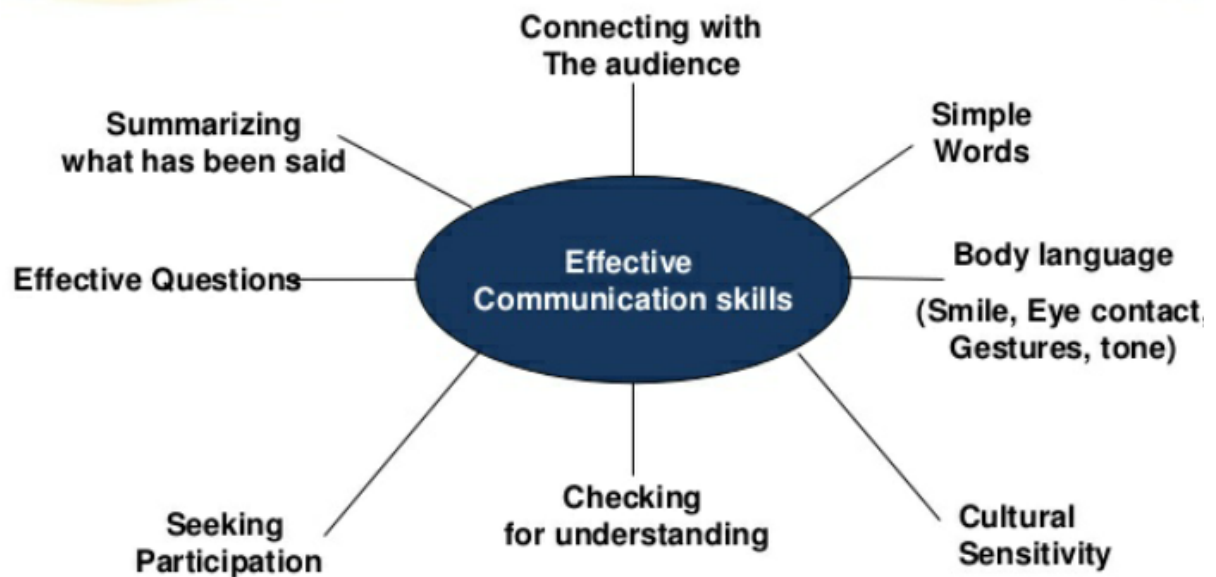 Connecting with
The audience
Summarizing
what has been said
Simple
Words
Effective Questions
Effective
Communication skills
Body language
(Smile, Eye contact,
Gestures, tone)
Seeking
Participation
Checking
for understanding
Cultural
Sensitivity